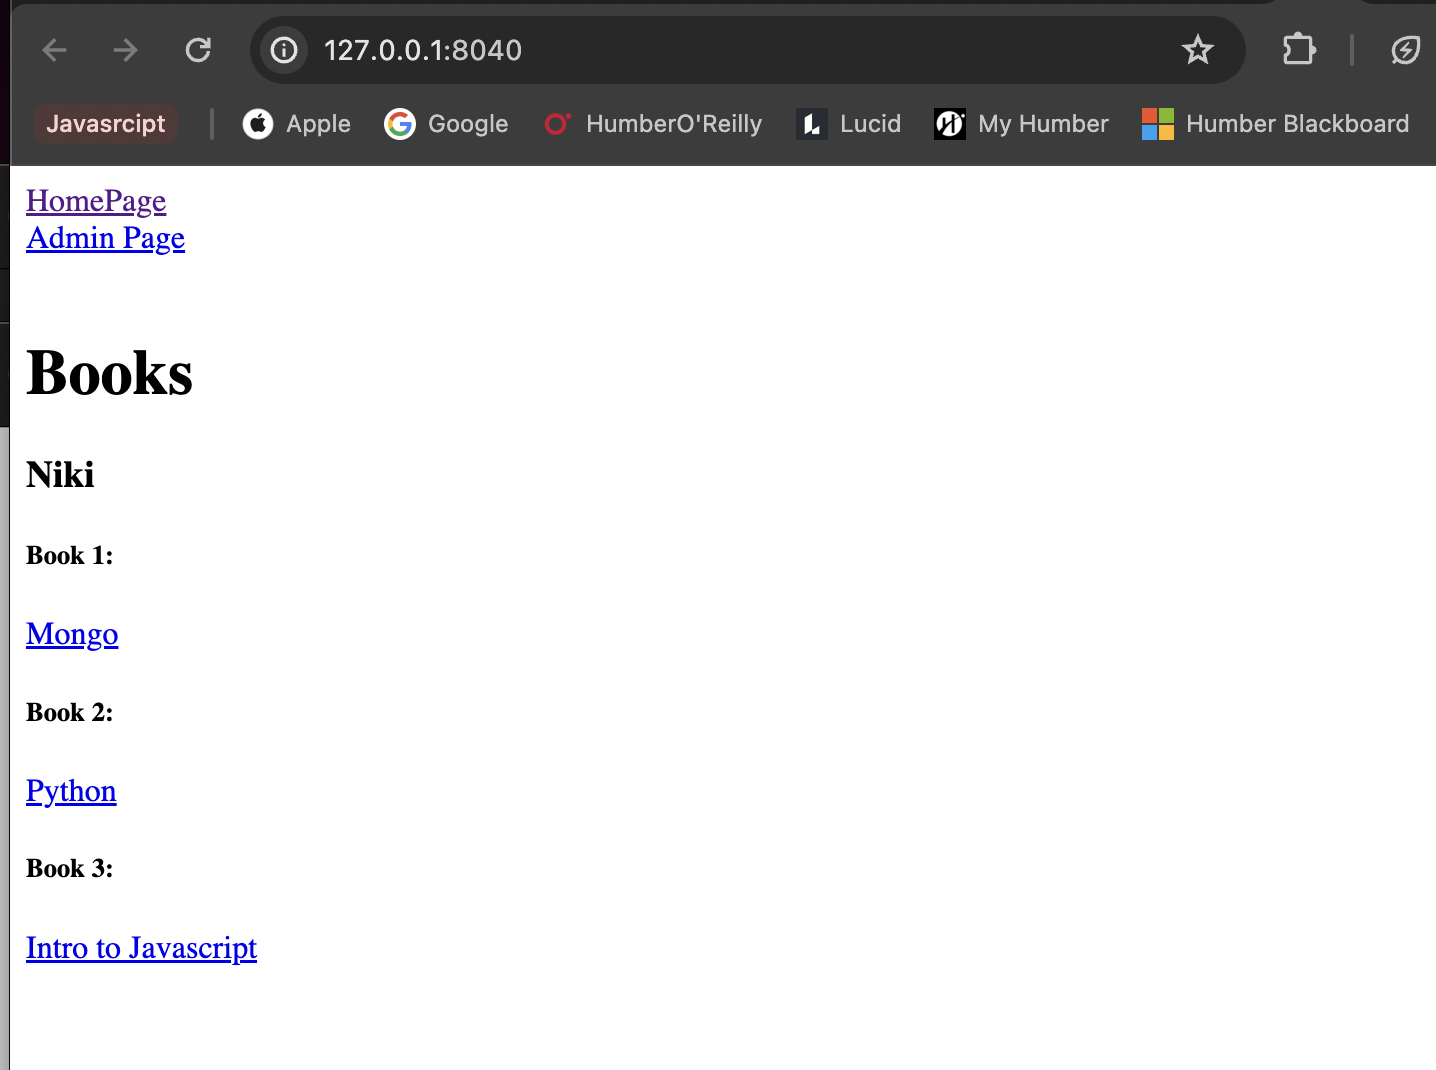 127.0.0.1:8040
Javasrcipt Apple Google HumberO'Reilly Lucid My Humber Humber Blackboard
HomePage
Admin Page
Books
Niki
Book 1:
Mongo
Book 2:
Python
Book 3:
Intro to Javascript